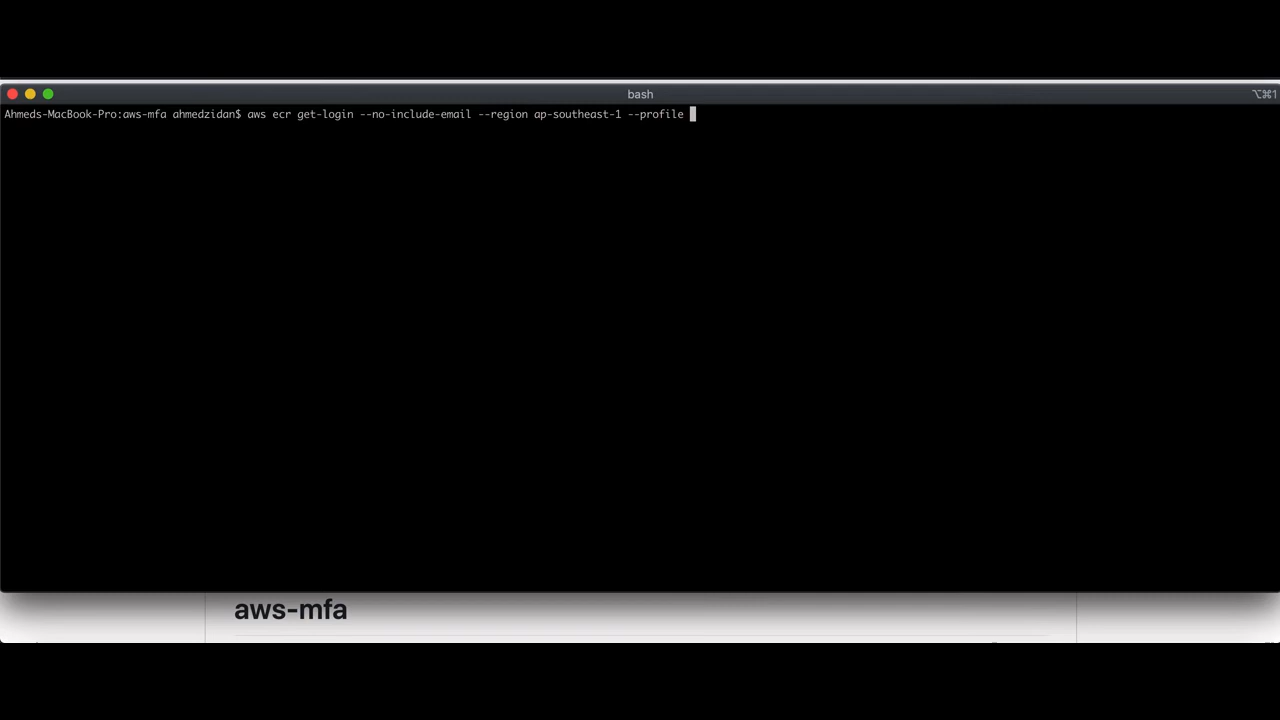 bash
⌥⌘1
Ahmeds-MacBook-Pro:aws-mfa ahmedzidan$ aws ecr get-login --no-include-email --region ap-southeast-1 --profile
aws-mfa